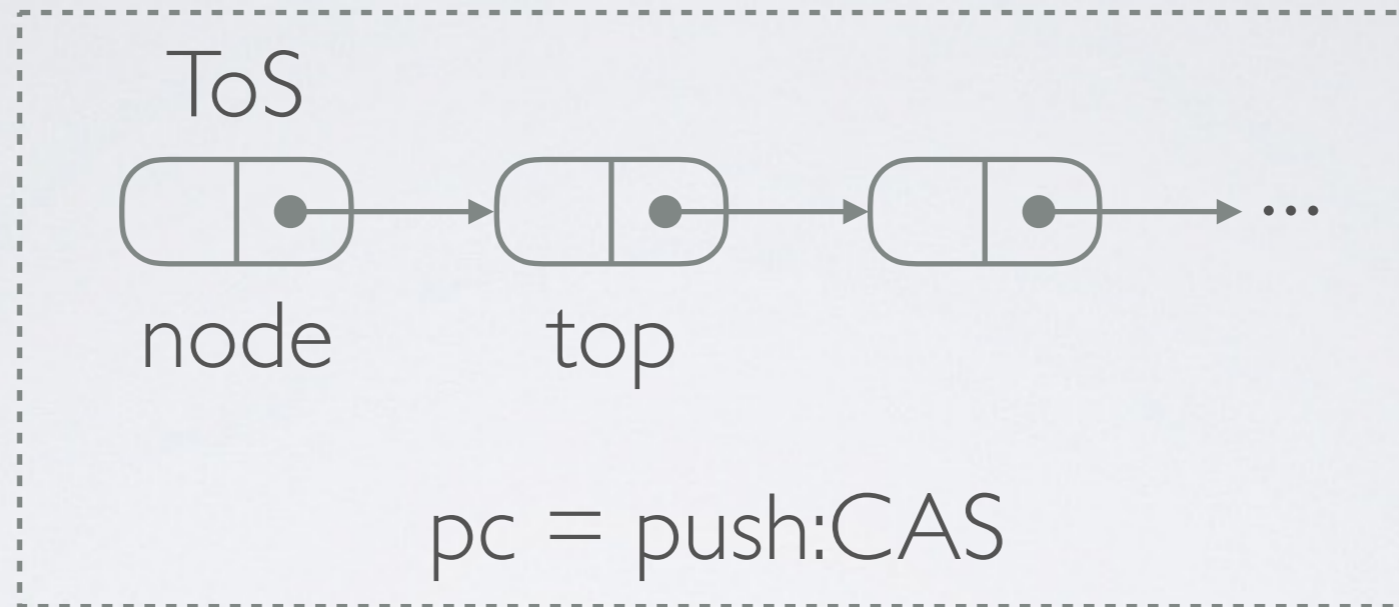 ToS
...
node top
pc = push:CAS